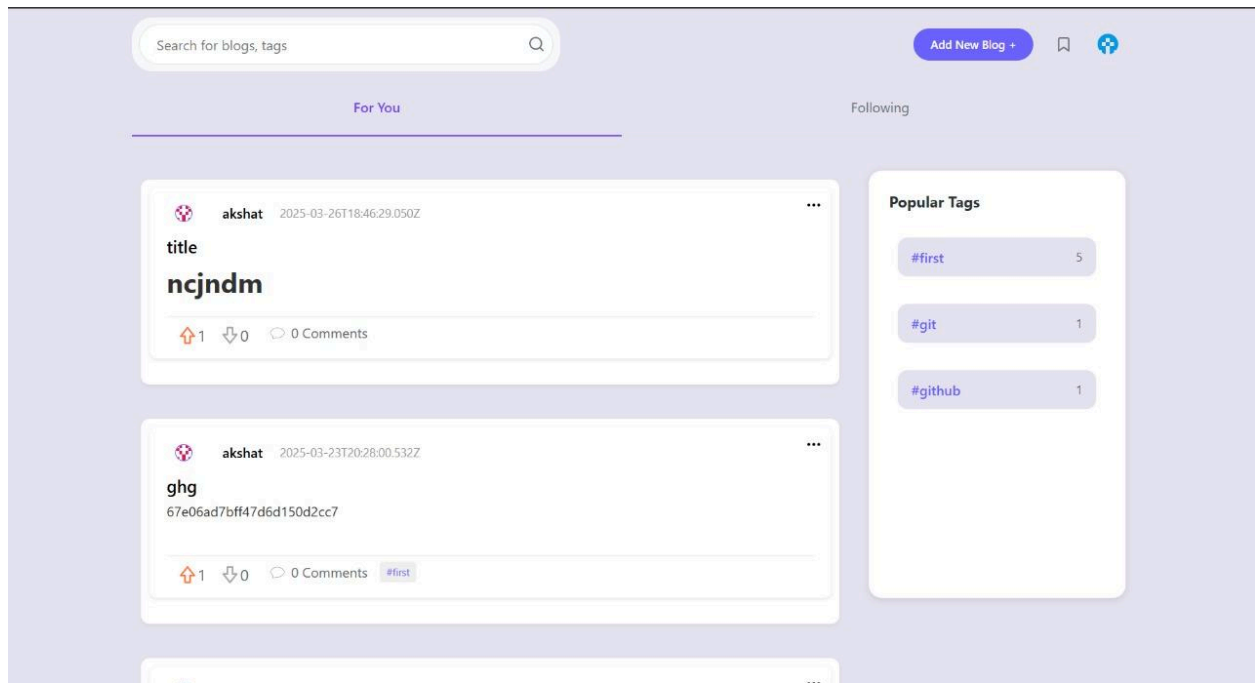 Search for blogs, tags
Add New Blog +
For You
Following
akshat 2025-03-26T18:46:29.050Z
title
ncjndm
1 0 0 Comments
akshat 2025-03-23T20:28:00.532Z
ghg
67e06ad7bff47d6d150d2cc7
1 0 0 Comments #first
Popular Tags
#first 5
#git 1
#github 1